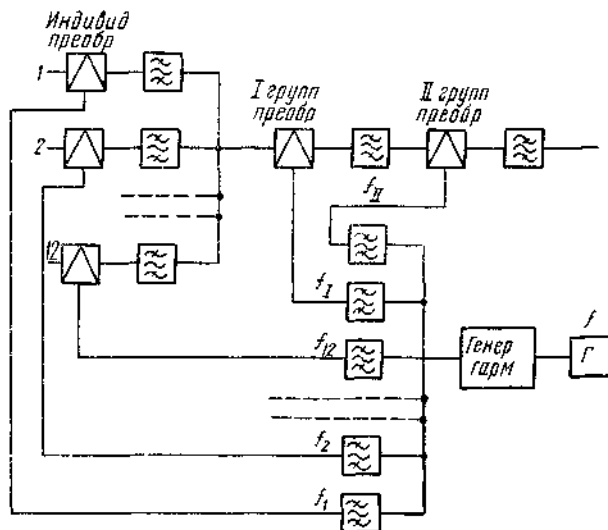 Индивид
преобр
1
I групп
преобр
II групп
преобр
2
f_II
12
f_I
f
f_12
Генер
гарм
Г
f_2
f_1